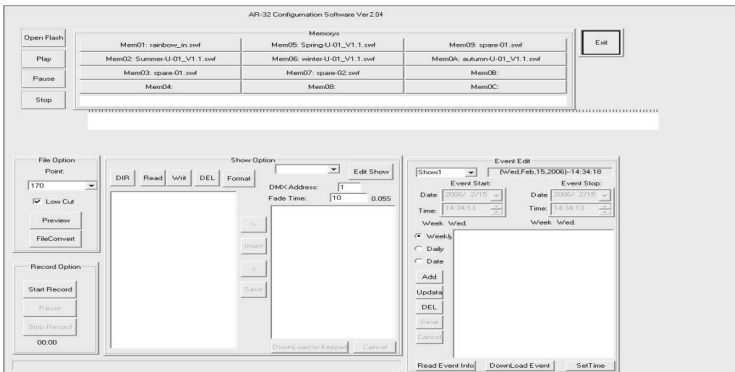 AR-32 Configurnation Software Ver2.04
Open Flash
Play
Pause
Stop
Memorys
Mem01: rainbow_in.swf
Mem05: Spring-U-01_V1.1.swf
Mem09: spare-01.swf
Mem02: Summer-U-01_V1.1.swf
Mem06: winter-U-01_V1.1.swf
Mem0A: autumn-U-01_V1.1.swf
Mem03: spare-01.swf
Mem07: spare-02.swf
Mem0B:
Mem04:
Mem08:
Mem0C:
Exit
File Option
Point:
170
Low Cut
Preview
FileConvert
Record Option
Start Record
Pause
Stop Record
00:00
Show Option
DIR
Read
Writ
DEL
Format
Edit Show
DMX Address:
1
Fade Time:
10
0.05S
>
Insert
<
Save
DownLoad to Keypad
Cancel
Event Edit
Show1
(Wed,Feb,15,2006)--14:34:18
Event Start:
Event Stop:
Date
2006/ 2/15
Date
2006/ 2/15
Time:
14:34:13
Time:
14:34:13
Week Wed.
Week Wed.
Weekly
Daily
Date
Add
Updata
DEL
Save
Cancel
Read Event Info
DownLoad Event
SetTime